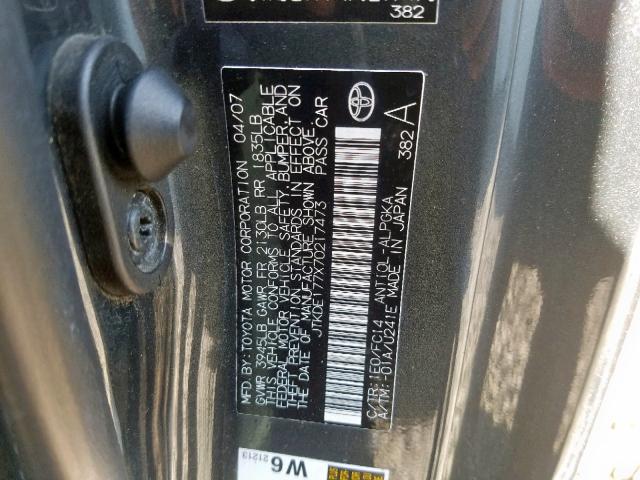 382
MFD. BY: TOYOTA MOTOR CORPORATION 04/07
GVWR 3945LB GAWR FR 2130LB RR 1835LB
THIS VEHICLE CONFORMS TO ALL APPLICABLE
FEDERAL MOTOR VEHICLE SAFETY, BUMPER, AND
THEFT PREVENTION STANDARDS IN EFFECT ON
THE DATE OF MANUFACTURE SHOWN ABOVE.
JTKDE177X70217473 PASS CAR
C/TR: 1E0/FC14 ANT10L-ALPGKA
A/TM: -01A/U241E MADE IN JAPAN
382 A
W6
21213